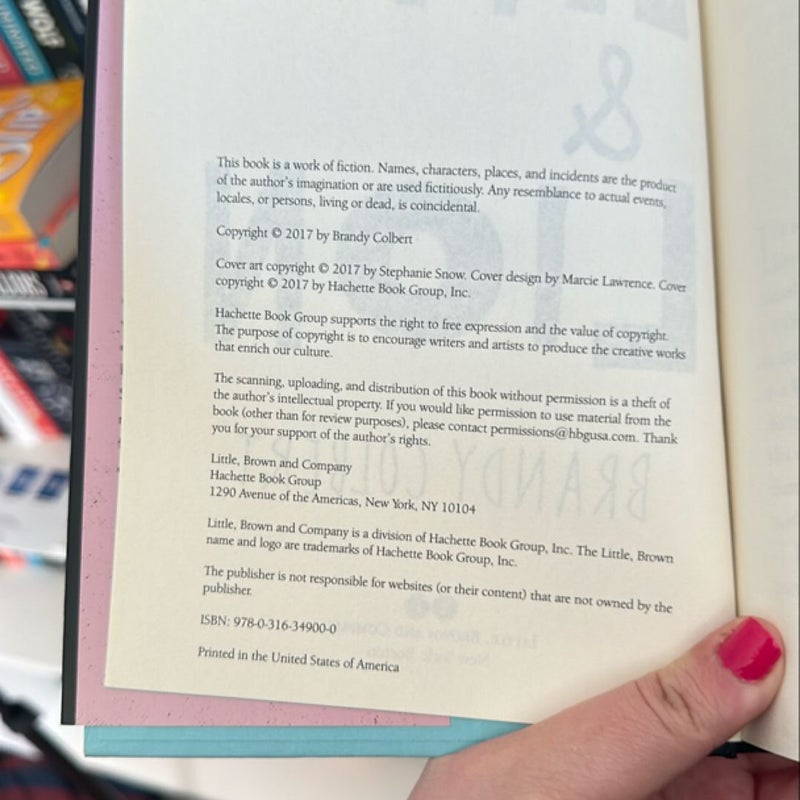 &
This book is a work of fiction. Names, characters, places, and incidents are the product
of the author's imagination or are used fictitiously. Any resemblance to actual events,
locales, or persons, living or dead, is coincidental.
Copyright © 2017 by Brandy Colbert
Cover art copyright © 2017 by Stephanie Snow. Cover design by Marcie Lawrence. Cover
copyright © 2017 by Hachette Book Group, Inc.
Hachette Book Group supports the right to free expression and the value of copyright.
The purpose of copyright is to encourage writers and artists to produce the creative works
that enrich our culture.
The scanning, uploading, and distribution of this book without permission is a theft of
the author's intellectual property. If you would like permission to use material from the
book (other than for review purposes), please contact permissions@hbgusa.com. Thank
you for your support of the author's rights.
BRANDY COLBERT
Little, Brown and Company
Hachette Book Group
1290 Avenue of the Americas, New York, NY 10104
Little, Brown and Company is a division of Hachette Book Group, Inc. The Little, Brown
name and logo are trademarks of Hachette Book Group, Inc.
The publisher is not responsible for websites (or their content) that are not owned by the
publisher.
ISBN: 978-0-316-34900-0
Printed in the United States of America